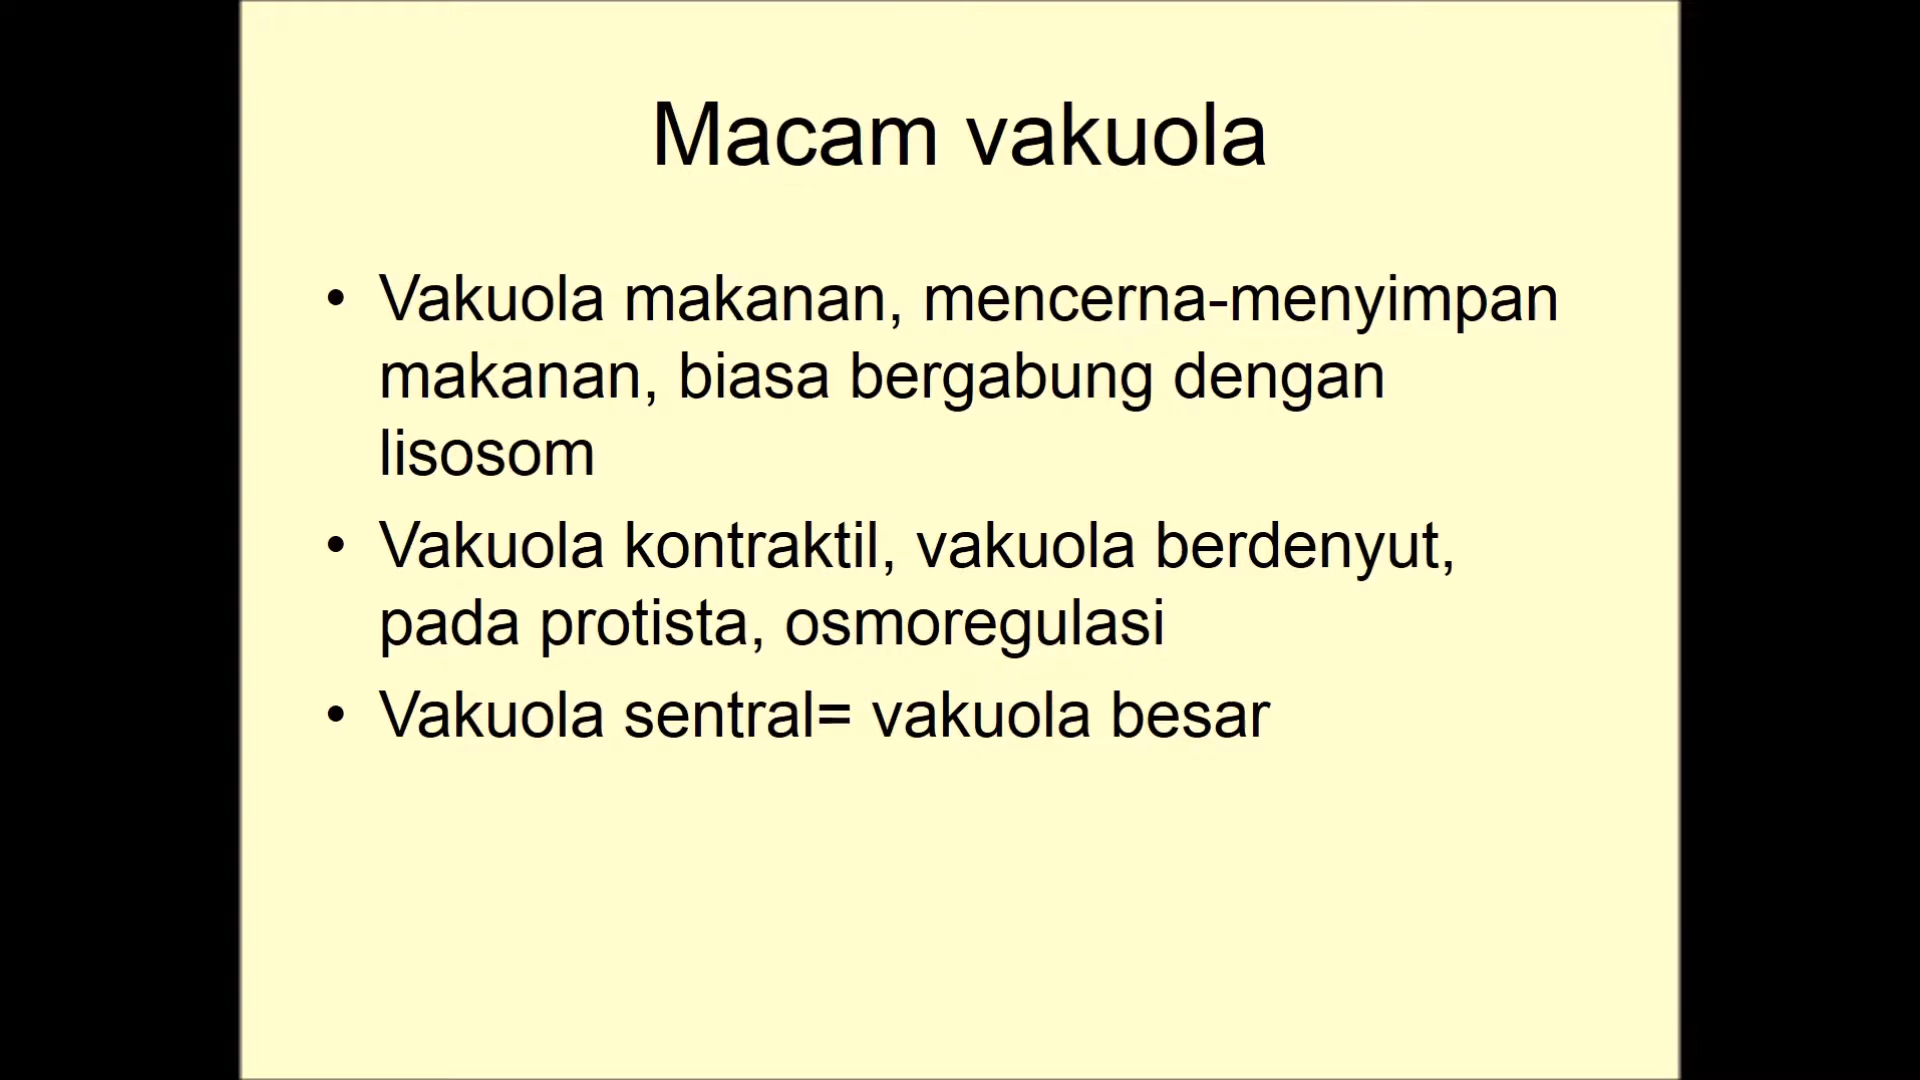 Macam vakuola
• Vakuola makanan, mencerna-menyimpan
makanan, biasa bergabung dengan
lisosom
• Vakuola kontraktil, vakuola berdenyut,
pada protista, osmoregulasi
• Vakuola sentral= vakuola besar